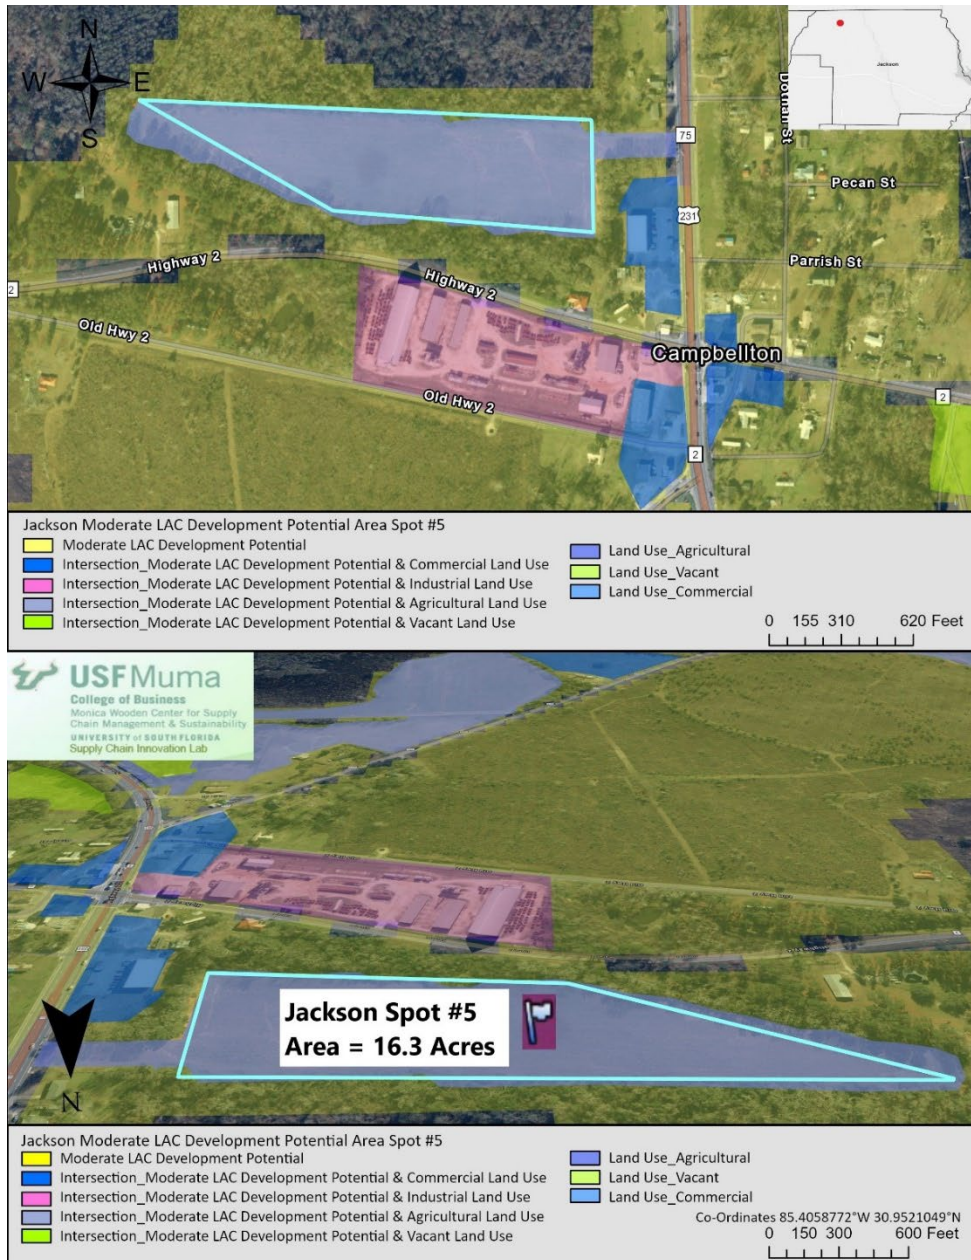 N
W E
S
Jackson
Dothan St
75
Pecan St
231
Parrish St
Highway 2
2
Highway 2
Old Hwy 2
Campbellton
Old Hwy 2
2
2
Jackson Moderate LAC Development Potential Area Spot #5
Moderate LAC Development Potential
Intersection_Moderate LAC Development Potential & Commercial Land Use
Intersection_Moderate LAC Development Potential & Industrial Land Use
Intersection_Moderate LAC Development Potential & Agricultural Land Use
Intersection_Moderate LAC Development Potential & Vacant Land Use
Land Use_Agricultural
Land Use_Vacant
Land Use_Commercial
0 155 310 620 Feet
USF Muma
College of Business
Monica Wooden Center for Supply
Chain Management & Sustainability
UNIVERSITY of SOUTH FLORIDA
Supply Chain Innovation Lab
Jackson Spot #5
Area = 16.3 Acres
N
Jackson Moderate LAC Development Potential Area Spot #5
Moderate LAC Development Potential
Intersection_Moderate LAC Development Potential & Commercial Land Use
Intersection_Moderate LAC Development Potential & Industrial Land Use
Intersection_Moderate LAC Development Potential & Agricultural Land Use
Intersection_Moderate LAC Development Potential & Vacant Land Use
Land Use_Agricultural
Land Use_Vacant
Land Use_Commercial
Co-Ordinates 85.4058772°W 30.9521049°N
0 150 300 600 Feet